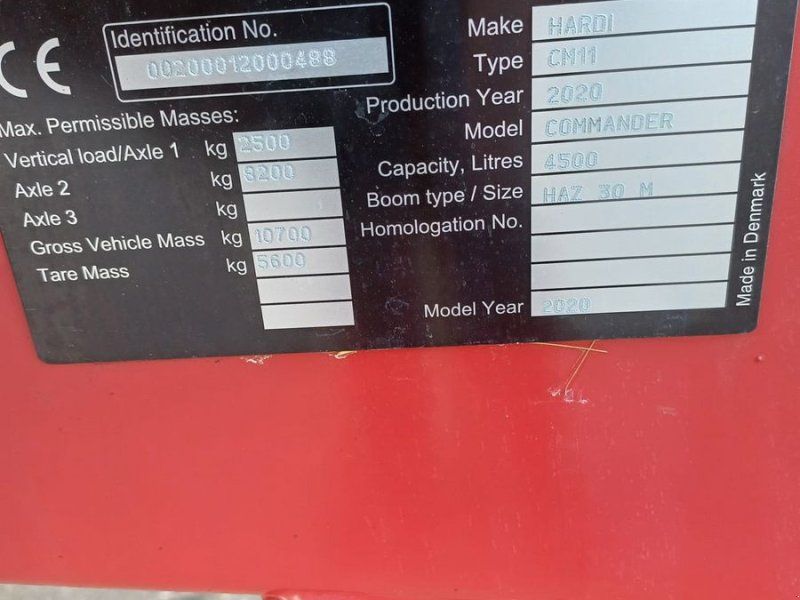 CE
Identification No.
00200012000488
Max. Permissible Masses:
Vertical load/Axle 1 kg 2500
Axle 2 kg 8200
Axle 3 kg
Gross Vehicle Mass kg 10700
Tare Mass kg 5600
Make HARDI
Type CM11
Production Year 2020
Model COMMANDER
Capacity, Litres 4500
Boom type / Size HAZ 30 M
Homologation No.
Model Year 2020
Made in Denmark